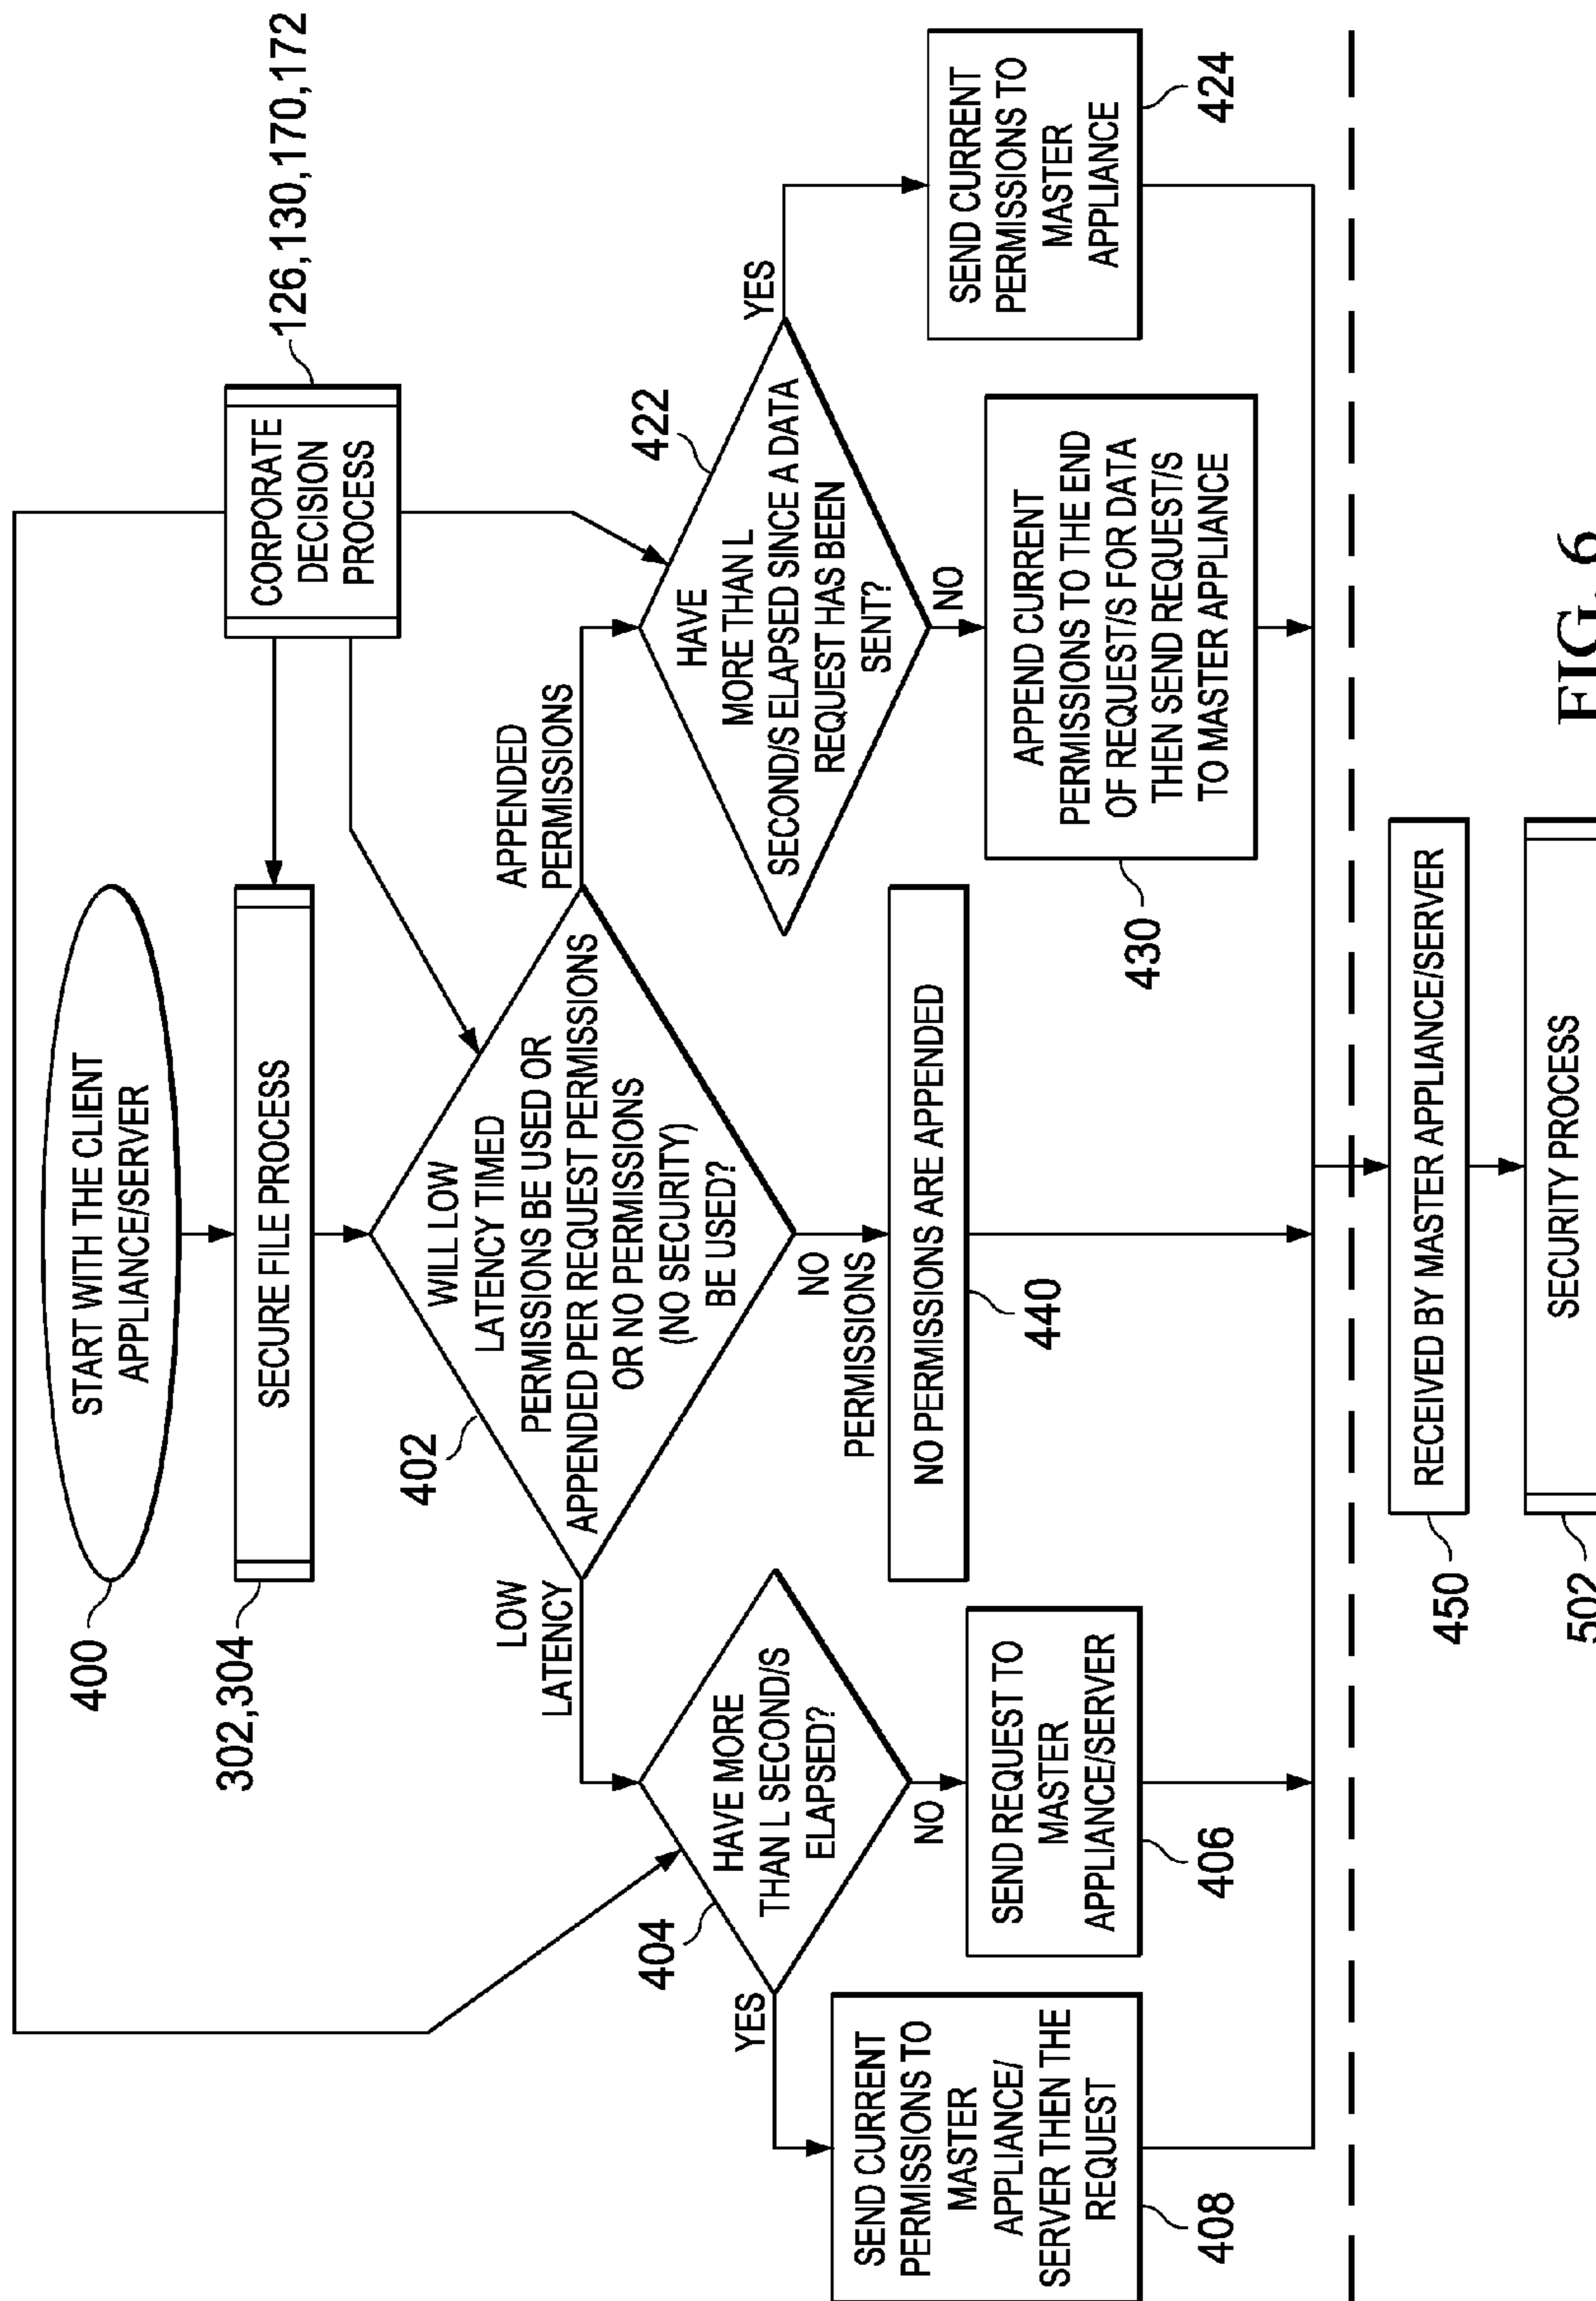 400
START WITH THE CLIENT
APPLIANCE/SERVER
302,304
SECURE FILE PROCESS
CORPORATE
DECISION
PROCESS
126,130,170,172
402
WILL LOW
LATENCY TIMED
PERMISSIONS BE USED OR
APPENDED PER REQUEST PERMISSIONS
OR NO PERMISSIONS
(NO SECURITY)
BE USED?
LOW
LATENCY
NO
PERMISSIONS
APPENDED
PERMISSIONS
404
HAVE MORE
THAN L SECOND/S
ELAPSED?
YES
NO
422
HAVE
MORE THAN L
SECOND/S ELAPSED SINCE A DATA
REQUEST HAS BEEN
SENT?
YES
NO
SEND CURRENT
PERMISSIONS TO
MASTER
APPLIANCE/
SERVER THEN THE
REQUEST
408
SEND REQUEST TO
MASTER
APPLIANCE/SERVER
406
NO PERMISSIONS ARE APPENDED
440
APPEND CURRENT
PERMISSIONS TO THE END
OF REQUEST/S FOR DATA
THEN SEND REQUEST/S
TO MASTER APPLIANCE
430
SEND CURRENT
PERMISSIONS TO
MASTER
APPLIANCE
424
450
RECEIVED BY MASTER APPLIANCE/SERVER
502
SECURITY PROCESS
FIG. 6